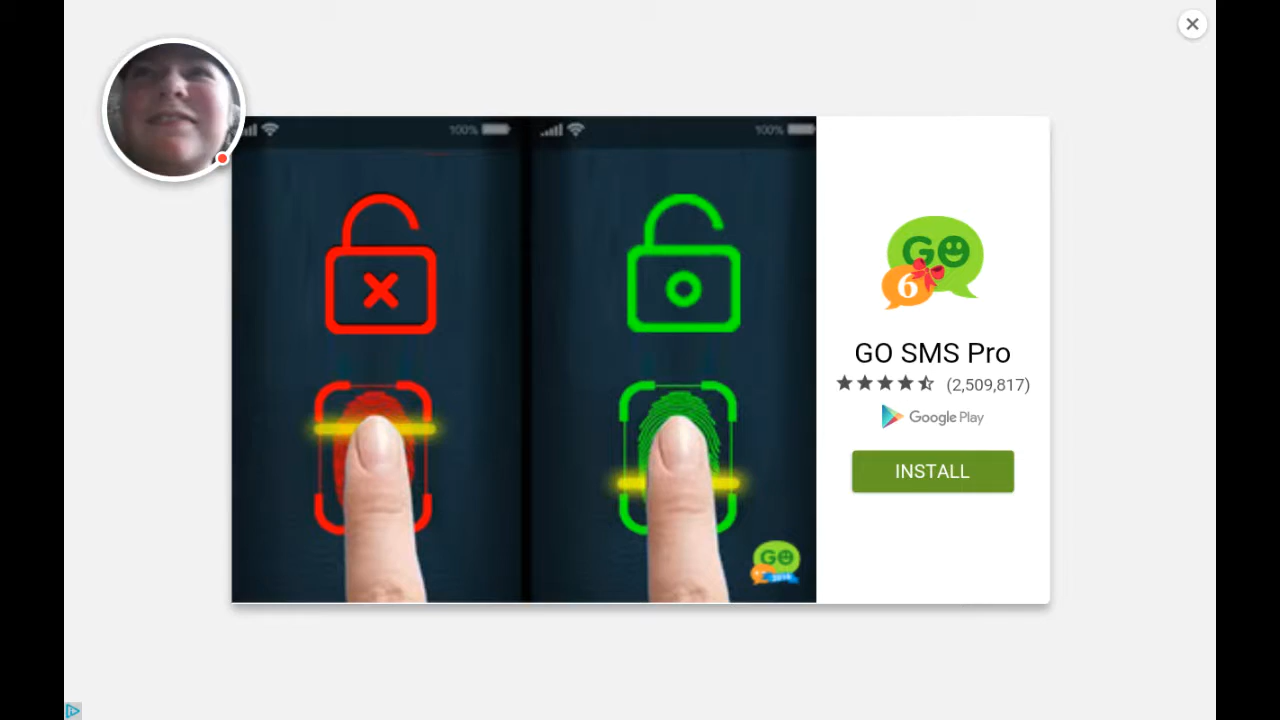 100%
100%
GO
6
GO SMS Pro
(2,509,817)
Google Play
INSTALL
GO